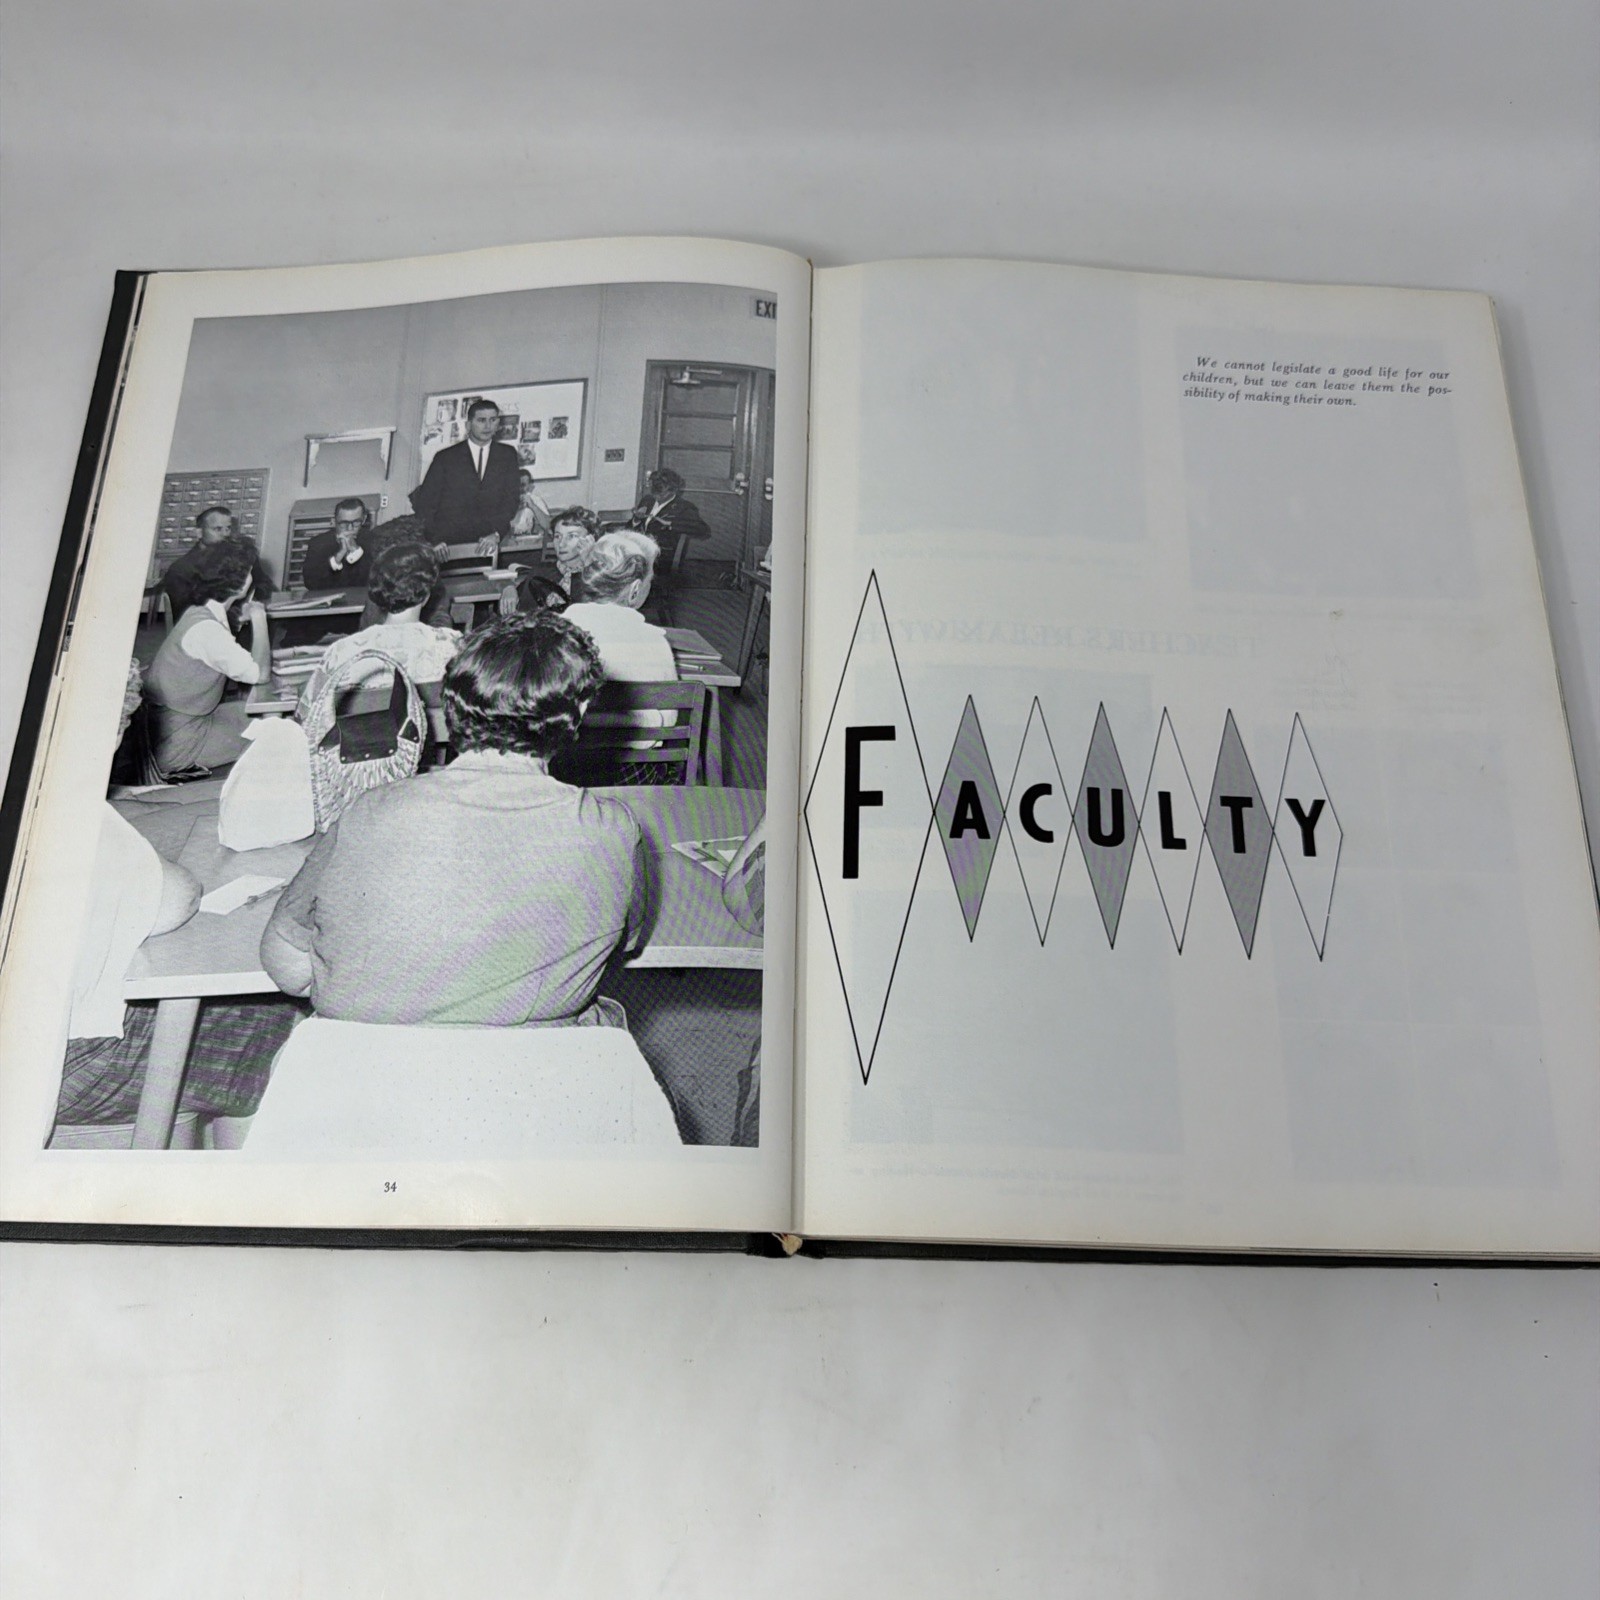 EXI
34
We cannot legislate a good life for our
children, but we can leave them the pos-
sibility of making their own.
FACULTY